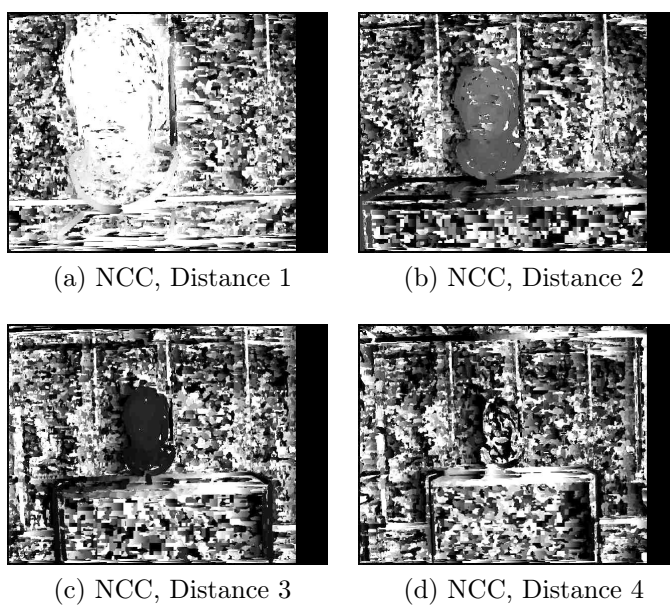 (a) NCC, Distance 1
(b) NCC, Distance 2
(c) NCC, Distance 3
(d) NCC, Distance 4